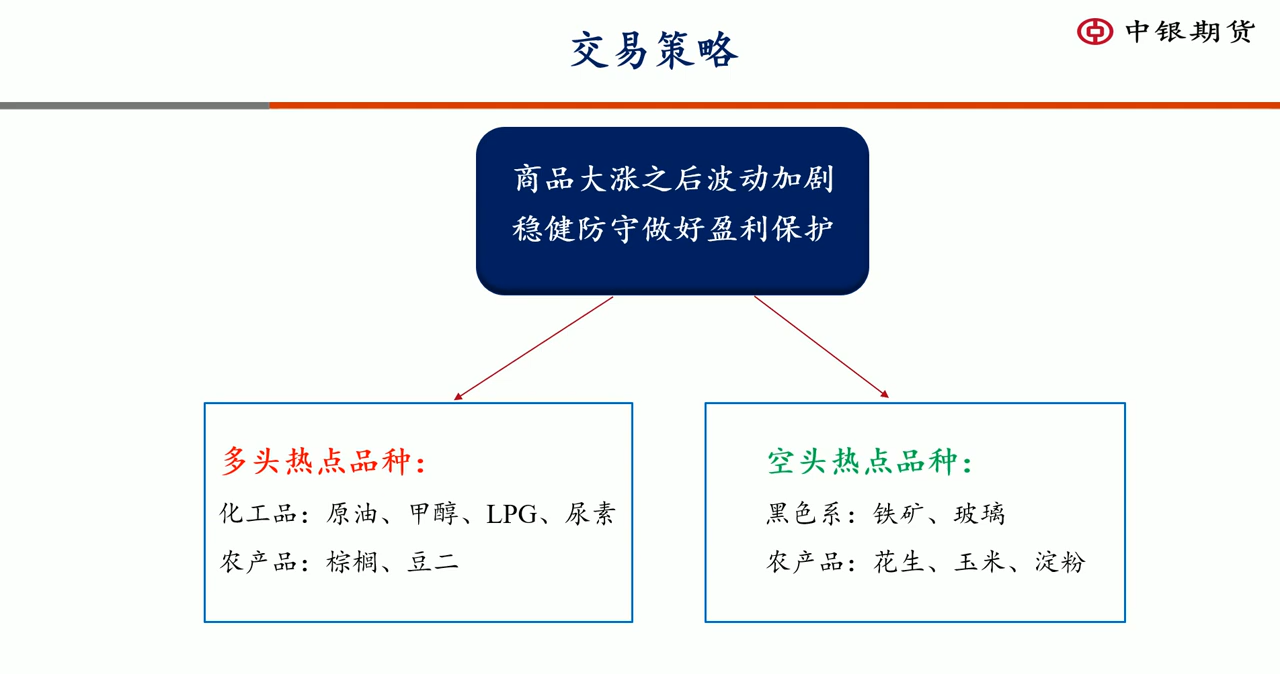 交易策略
中银期货
商品大涨之后波动加剧
稳健防守做好盈利保护
多头热点品种：
化工品：原油、甲醇、LPG、尿素
农产品：棕榈、豆二
空头热点品种：
黑色系：铁矿、玻璃
农产品：花生、玉米、淀粉